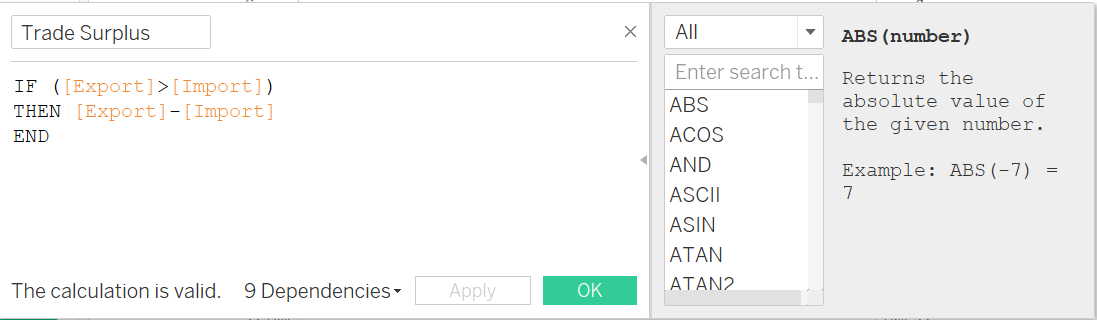 Trade Surplus
×
IF ([Export]>[Import])
THEN [Export]-[Import]
END
The calculation is valid.
9 Dependencies
Apply
OK
All
Enter search t...
ABS
ACOS
AND
ASCII
ASIN
ATAN
ATAN2
ABS(number)
Returns the
absolute value of
the given number.
Example: ABS(-7) =
7